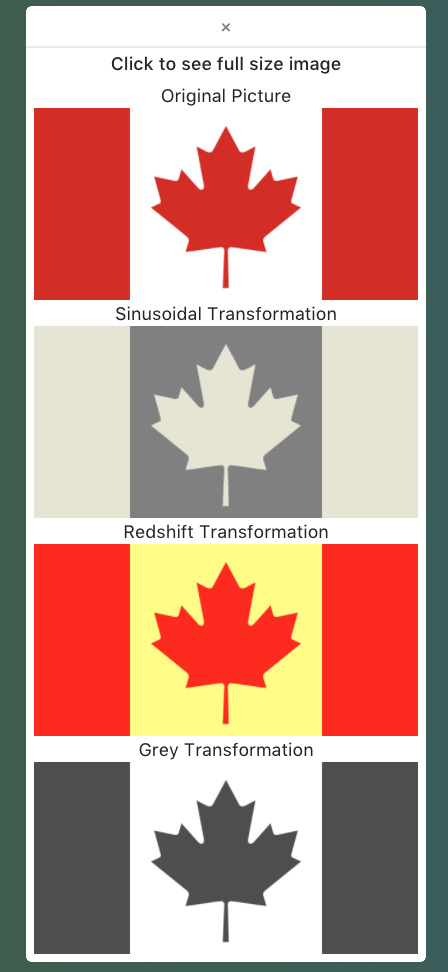 ×
Click to see full size image
Original Picture
Sinusoidal Transformation
Redshift Transformation
Grey Transformation